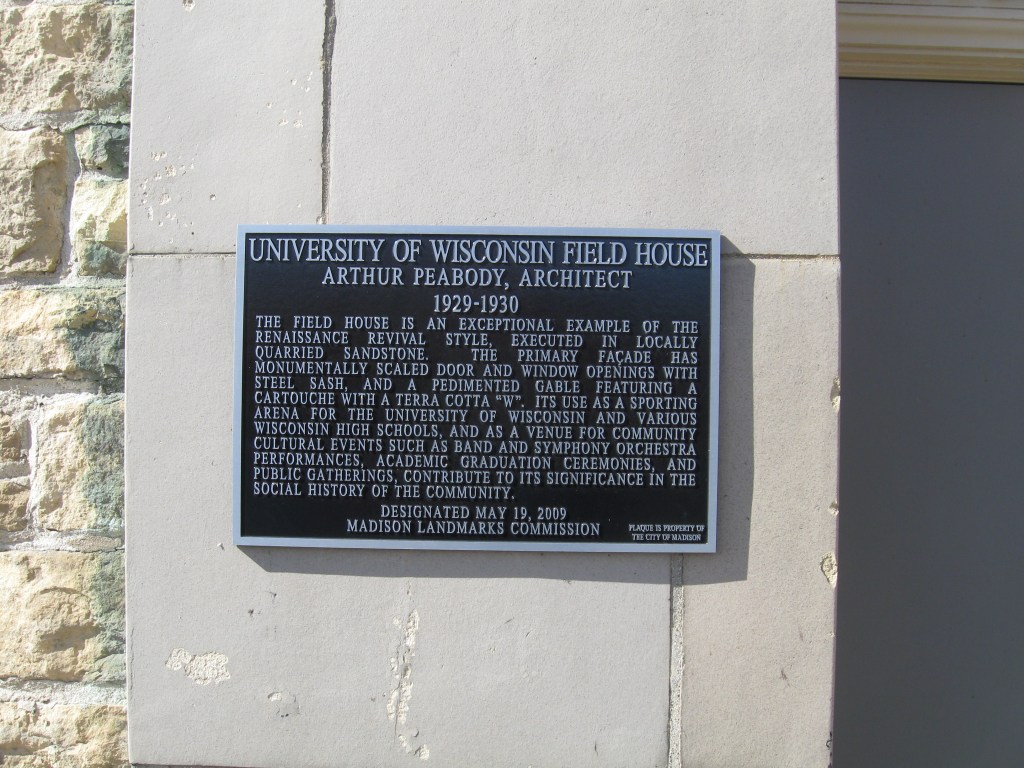 UNIVERSITY OF WISCONSIN FIELD HOUSE
ARTHUR PEABODY, ARCHITECT
1929-1930
THE FIELD HOUSE IS AN EXCEPTIONAL EXAMPLE OF THE
RENAISSANCE REVIVAL STYLE, EXECUTED IN LOCALLY
QUARRIED SANDSTONE. THE PRIMARY FAÇADE HAS
MONUMENTALLY SCALED DOOR AND WINDOW OPENINGS WITH
STEEL SASH, AND A PEDIMENTED GABLE FEATURING A
CARTOUCHE WITH A TERRA COTTA “W”. ITS USE AS A SPORTING
ARENA FOR THE UNIVERSITY OF WISCONSIN AND VARIOUS
WISCONSIN HIGH SCHOOLS, AND AS A VENUE FOR COMMUNITY
CULTURAL EVENTS SUCH AS BAND AND SYMPHONY ORCHESTRA
PERFORMANCES, ACADEMIC GRADUATION CEREMONIES, AND
PUBLIC GATHERINGS, CONTRIBUTE TO ITS SIGNIFICANCE IN THE
SOCIAL HISTORY OF THE COMMUNITY.
DESIGNATED MAY 19, 2009
MADISON LANDMARKS COMMISSION
PLAQUE IS PROPERTY OF
THE CITY OF MADISON